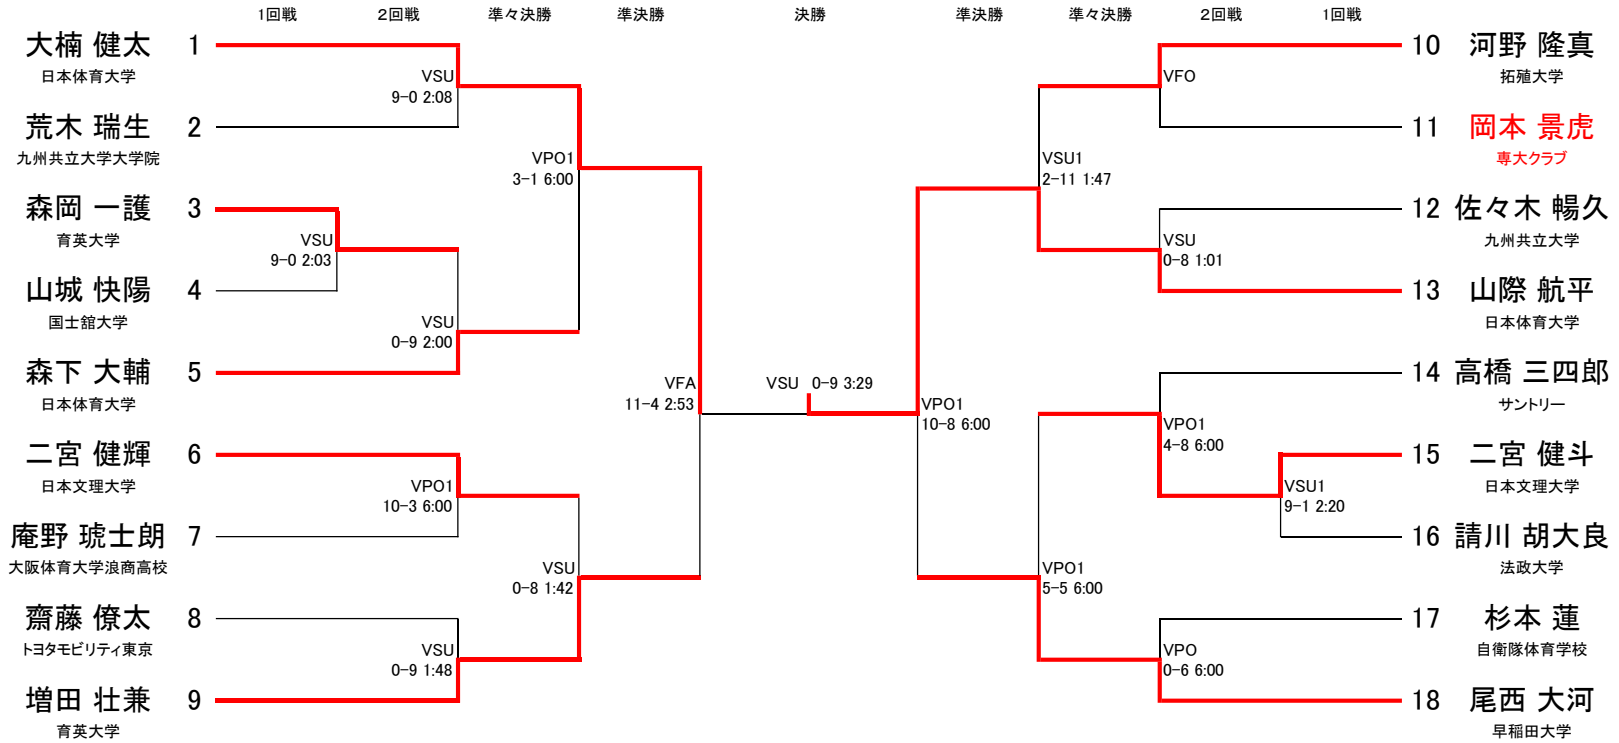 1回戦 2回戦 準々決勝 準決勝 決勝 準決勝 準々決勝 2回戦 1回戦
大楠 健太 1
日本体育大学
VSU
9-0 2:08
荒木 瑞生 2
九州共立大学大学院
VPO1
3-1 6:00
森岡 一護 3
育英大学
VSU
9-0 2:03
山城 快陽 4
国士舘大学
VSU
0-9 2:00
森下 大輔 5
日本体育大学
VFA
11-4 2:53
二宮 健輝 6
日本文理大学
VPO1
10-3 6:00
庵野 琥士朗 7
大阪体育大学浪商高校
VSU
0-8 1:42
齋藤 僚太 8
トヨタモビリティ東京
VSU
0-9 1:48
増田 壮兼 9
育英大学
VSU 0-9 3:29
10 河野 隆真
拓殖大学
VFO
11 岡本 景虎
専大クラブ
VSU1
2-11 1:47
12 佐々木 暢久
九州共立大学
VSU
0-8 1:01
13 山際 航平
日本体育大学
VPO1
10-8 6:00
14 高橋 三四郎
サントリー
VPO1
4-8 6:00
15 二宮 健斗
日本文理大学
VSU1
9-1 2:20
16 請川 胡大良
法政大学
VPO1
5-5 6:00
17 杉本 蓮
自衛隊体育学校
VPO
0-6 6:00
18 尾西 大河
早稲田大学